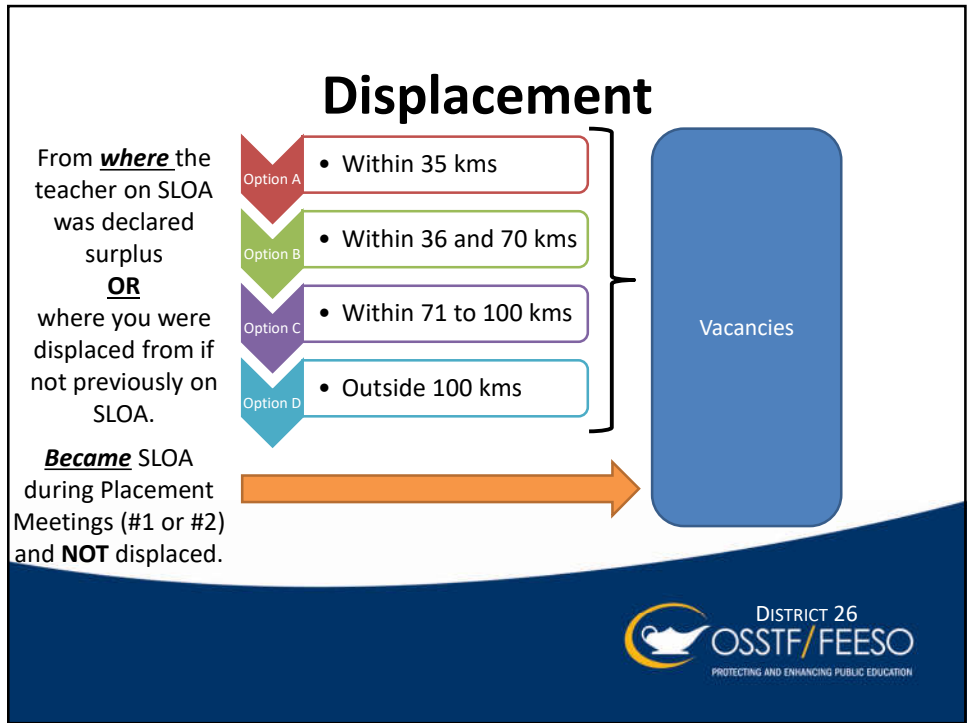 Displacement
From where the
teacher on SLOA
was declared
surplus
OR
where you were
displaced from if
not previously on
SLOA.
Became SLOA
during Placement
Meetings (#1 or #2)
and NOT displaced.
Option A
• Within 35 kms
Option B
• Within 36 and 70 kms
Option C
• Within 71 to 100 kms
Option D
• Outside 100 kms
Vacancies
DISTRICT 26
OSSTF/FEESO
PROTECTING AND ENHANCING PUBLIC EDUCATION